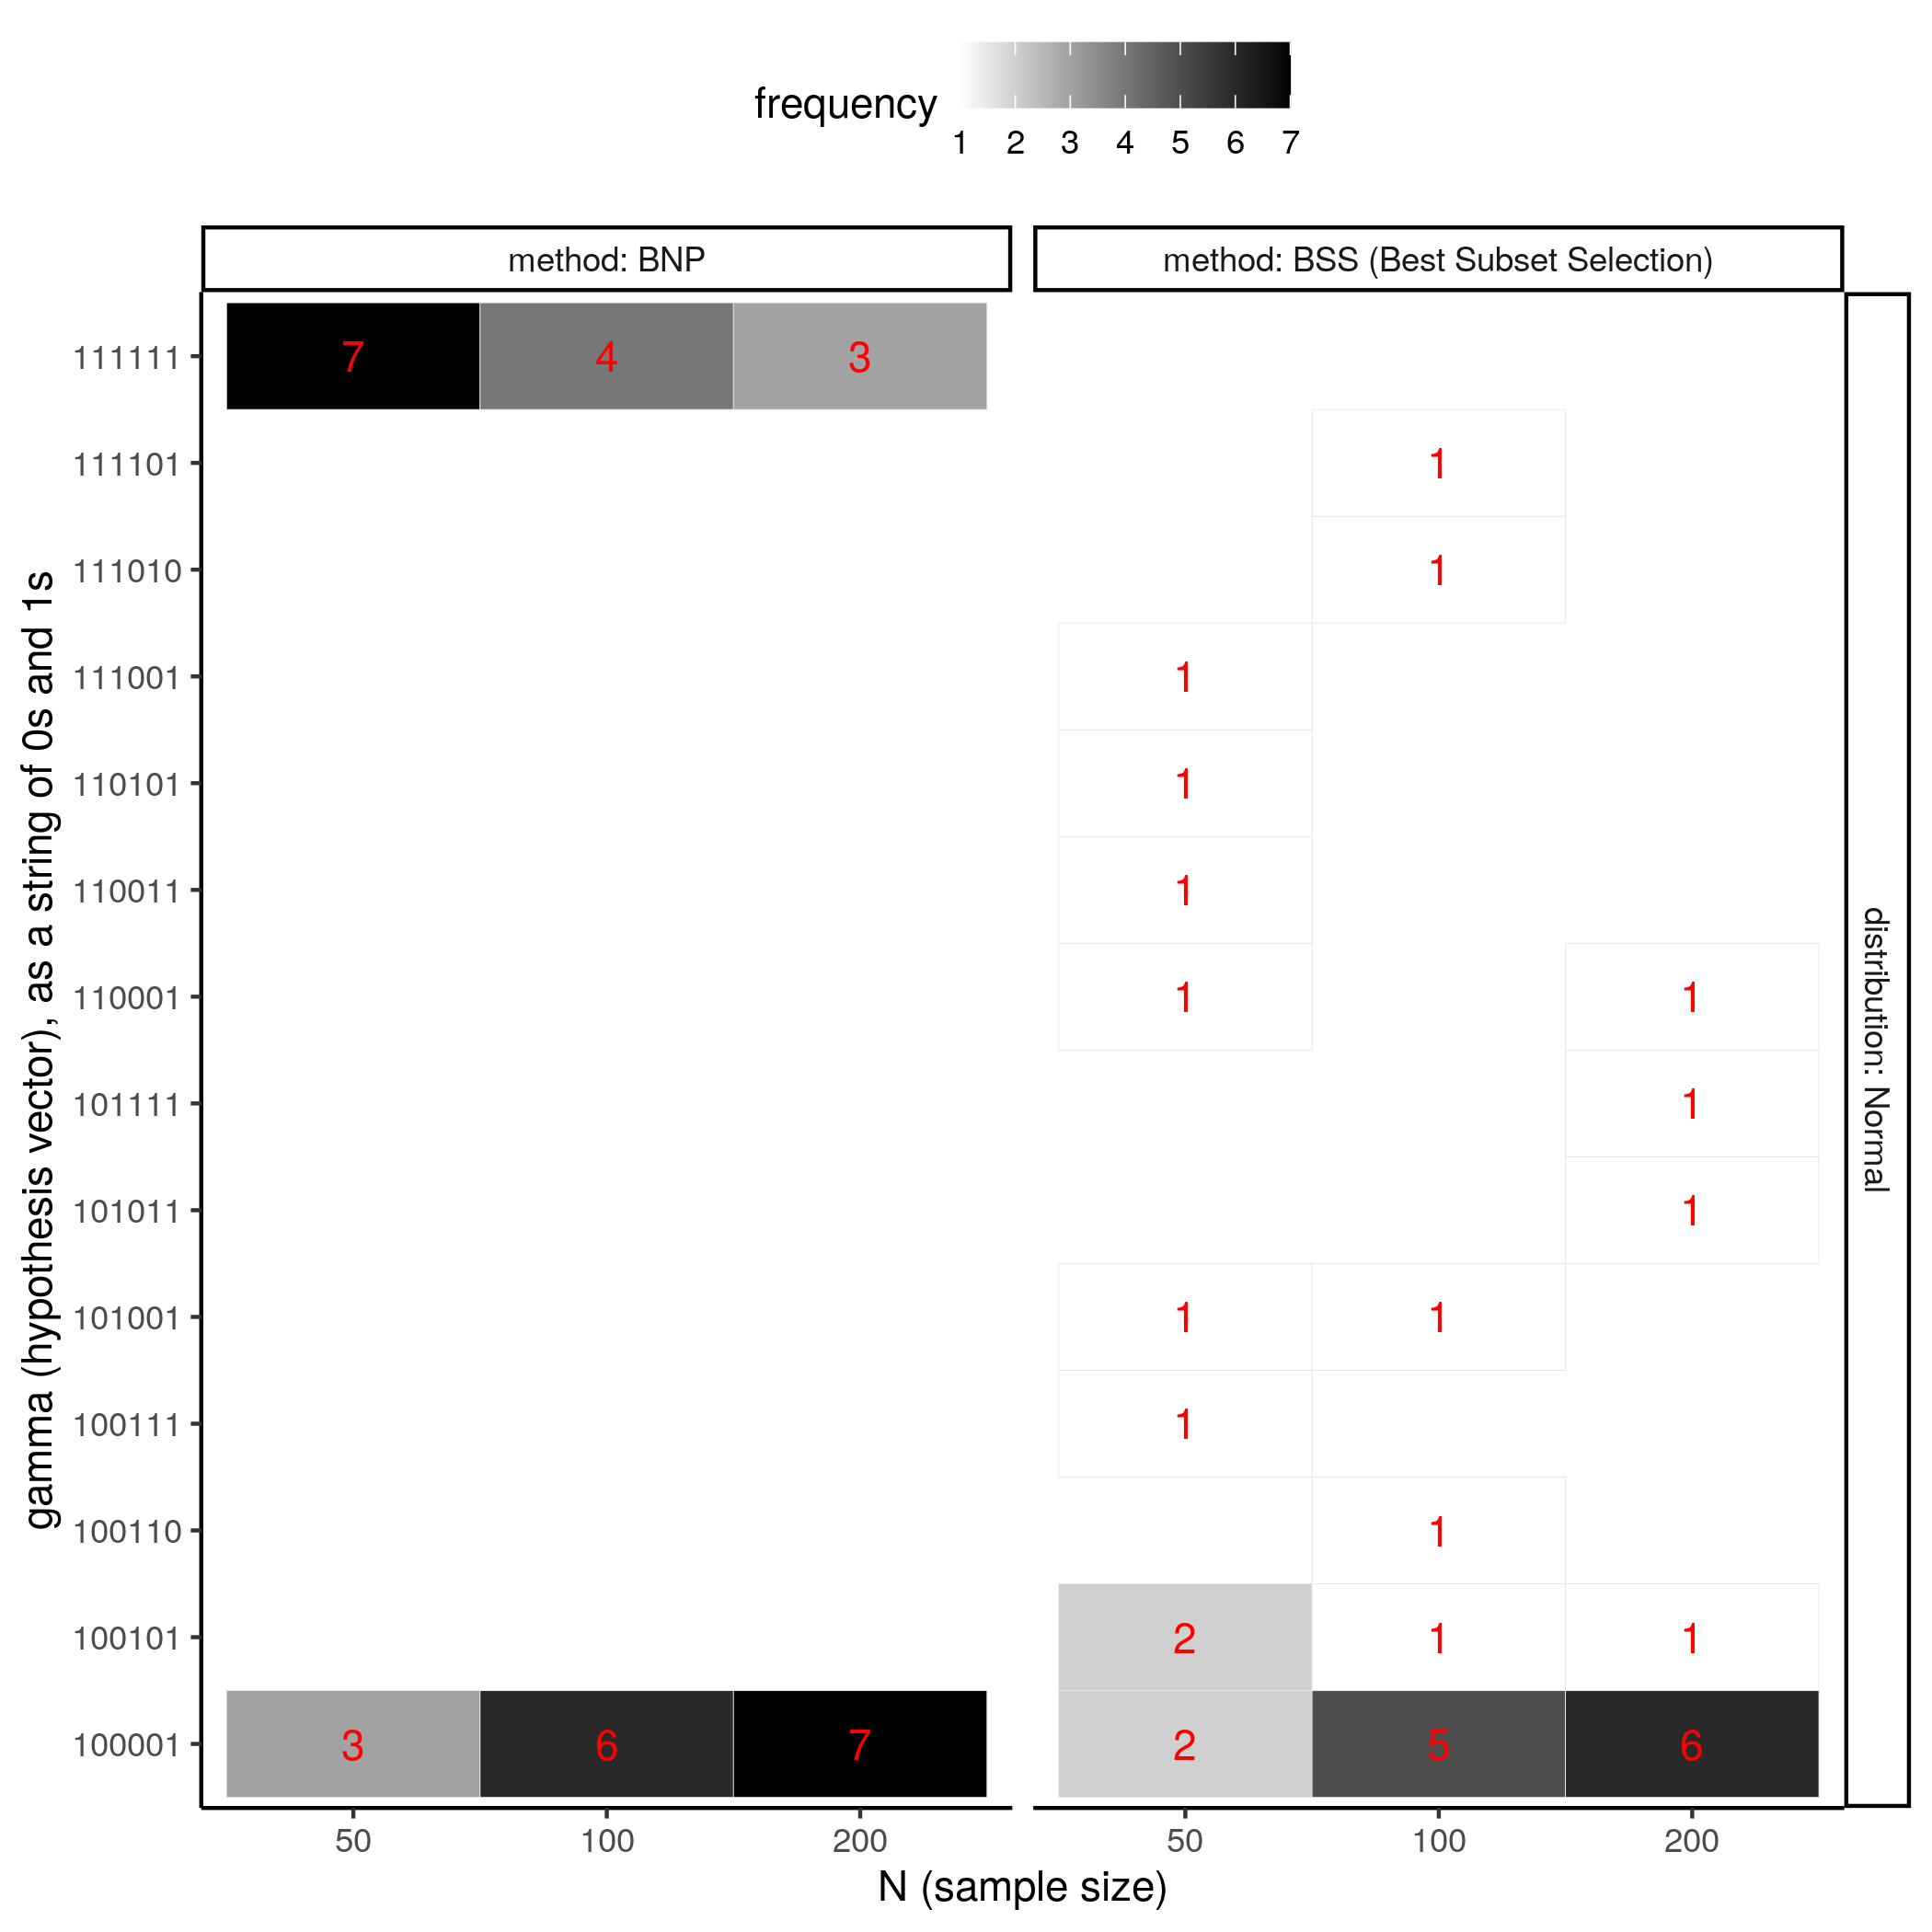 frequency
1 2 3 4 5 6 7
method: BNP
method: BSS (Best Subset Selection)
distribution: Normal
gamma (hypothesis vector), as a string of 0s and 1s
111111 7 4 3
111101 1
111010 1
111001 1
110101 1
110011 1
110001 1 1
101111 1
101011 1
101001 1 1
100111 1
100110 1
100101 2 1 1
100001 3 6 7 2 5 6
50 100 200 50 100 200
N (sample size)